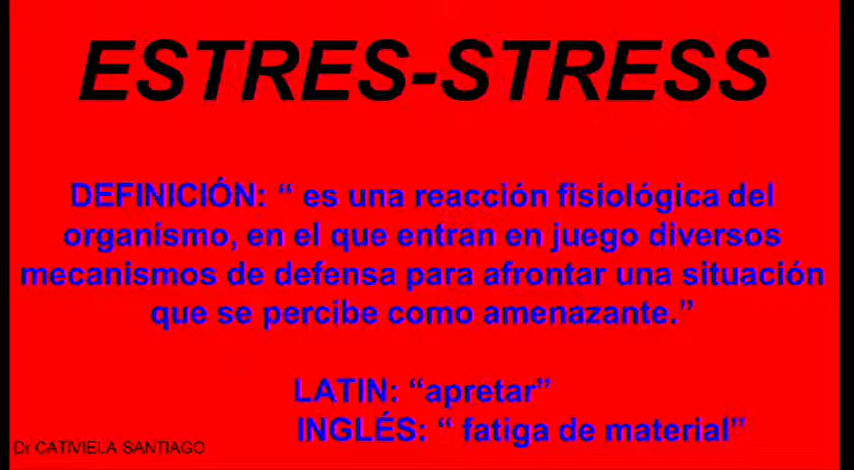 ESTRES-STRESS
DEFINICIÓN: “ es una reacción fisiológica del
organismo, en el que entran en juego diversos
mecanismos de defensa para afrontar una situación
que se percibe como amenazante.”
LATIN: “apretar”
INGLÉS: “ fatiga de material”
Dr CATIVIELA SANTIAGO